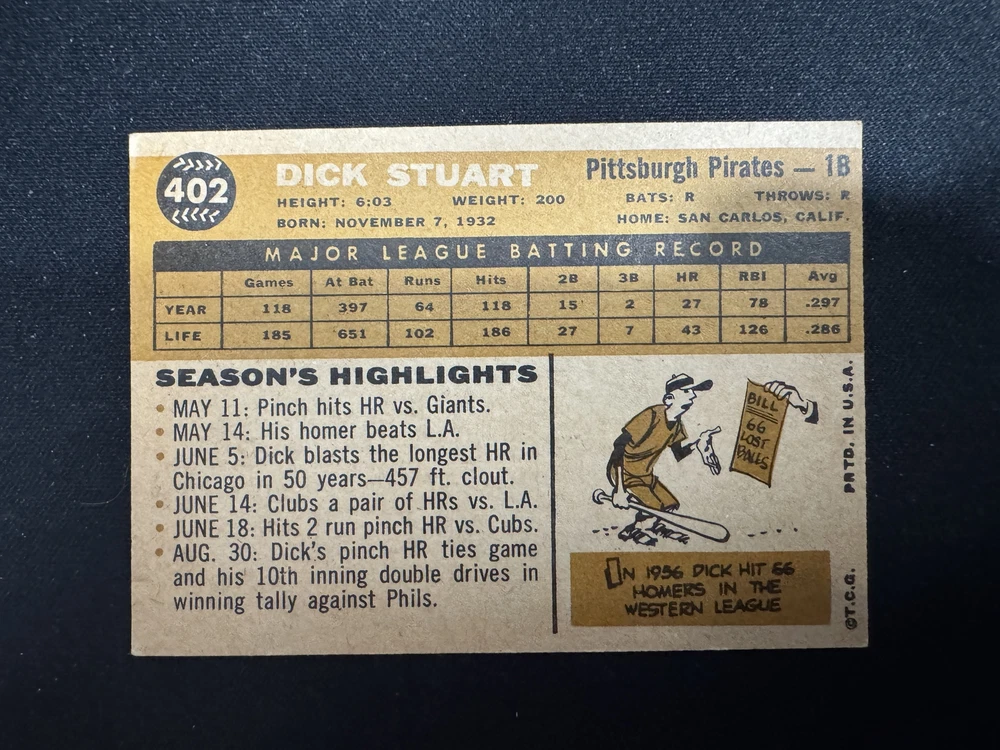 402
DICK STUART
Pittsburgh Pirates — 1B
HEIGHT: 6:03 WEIGHT: 200 BATS: R THROWS: R
BORN: NOVEMBER 7, 1932 HOME: SAN CARLOS, CALIF.
MAJOR LEAGUE BATTING RECORD
Games At Bat Runs Hits 2B 3B HR RBI Avg
YEAR 118 397 64 118 15 2 27 78 .297
LIFE 185 651 102 186 27 7 43 126 .286
SEASON'S HIGHLIGHTS
• MAY 11: Pinch hits HR vs. Giants.
• MAY 14: His homer beats L.A.
• JUNE 5: Dick blasts the longest HR in
Chicago in 50 years—457 ft. clout.
• JUNE 14: Clubs a pair of HRs vs. L.A.
• JUNE 18: Hits 2 run pinch HR vs. Cubs.
• AUG. 30: Dick's pinch HR ties game
and his 10th inning double drives in
winning tally against Phils.
BILL
66
LOST
BALLS
IN 1956 DICK HIT 66
HOMERS IN THE
WESTERN LEAGUE
©T.C.G. PRTD. IN U.S.A.